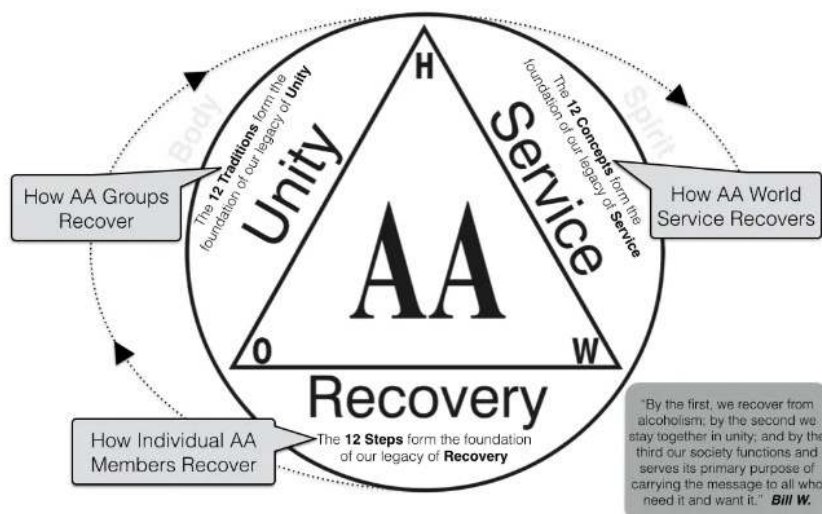 H
Body
Spirit
The 12 Traditions form the
foundation of our legacy of Unity
Unity
The 12 Concepts form the
foundation of our legacy of Service
Service
How AA Groups
Recover
How AA World
Service Recovers
AA
O
W
Recovery
The 12 Steps form the foundation
of our legacy of Recovery
How Individual AA
Members Recover
"By the first, we recover from
alcoholism; by the second we
stay together in unity; and by the
third our society functions and
serves its primary purpose of
carrying the message to all who
need it and want it." Bill W.